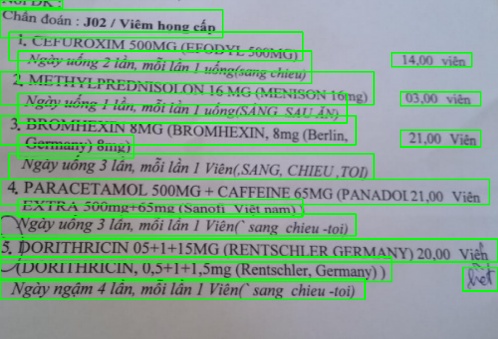 Nơi ĐK :
Chẩn đoán : J02 / Viêm họng cấp
1. CEFUROXIM 500MG (EFODYL 500MG) 14,00 viên
Ngày uống 2 lần, mỗi lần 1 uống(sang chieu)
2. METHYLPREDNISOLON 16 MG (MENISON 16mg) 03,00 viên
Ngày uống 1 lần, mỗi lần 1 uống(SÁNG SAU ĂN)
3. BROMHEXIN 8MG (BROMHEXIN, 8mg (Berlin, 21,00 Viên
Germany) 8mg)
Ngày uống 3 lần, mỗi lần 1 Viên(,SANG, CHIEU ,TOI)
4, PARACETAMOL 500MG + CAFFEINE 65MG (PANADOL 21,00 Viên
EXTRA 500mg+65mg (Sanofi Việt nam)
Ngày uống 3 lần, mỗi lần 1 Viên(` sang chieu -toi)
5. DORITHRICIN 05+1+15MG (RENTSCHLER GERMANY) 20,00 Viên
(DORITHRICIN, 0,5+1+1,5mg (Rentschler, Germany) )
Ngày ngậm 4 lần, mỗi lần 1 Viên(` sang chieu -toi)